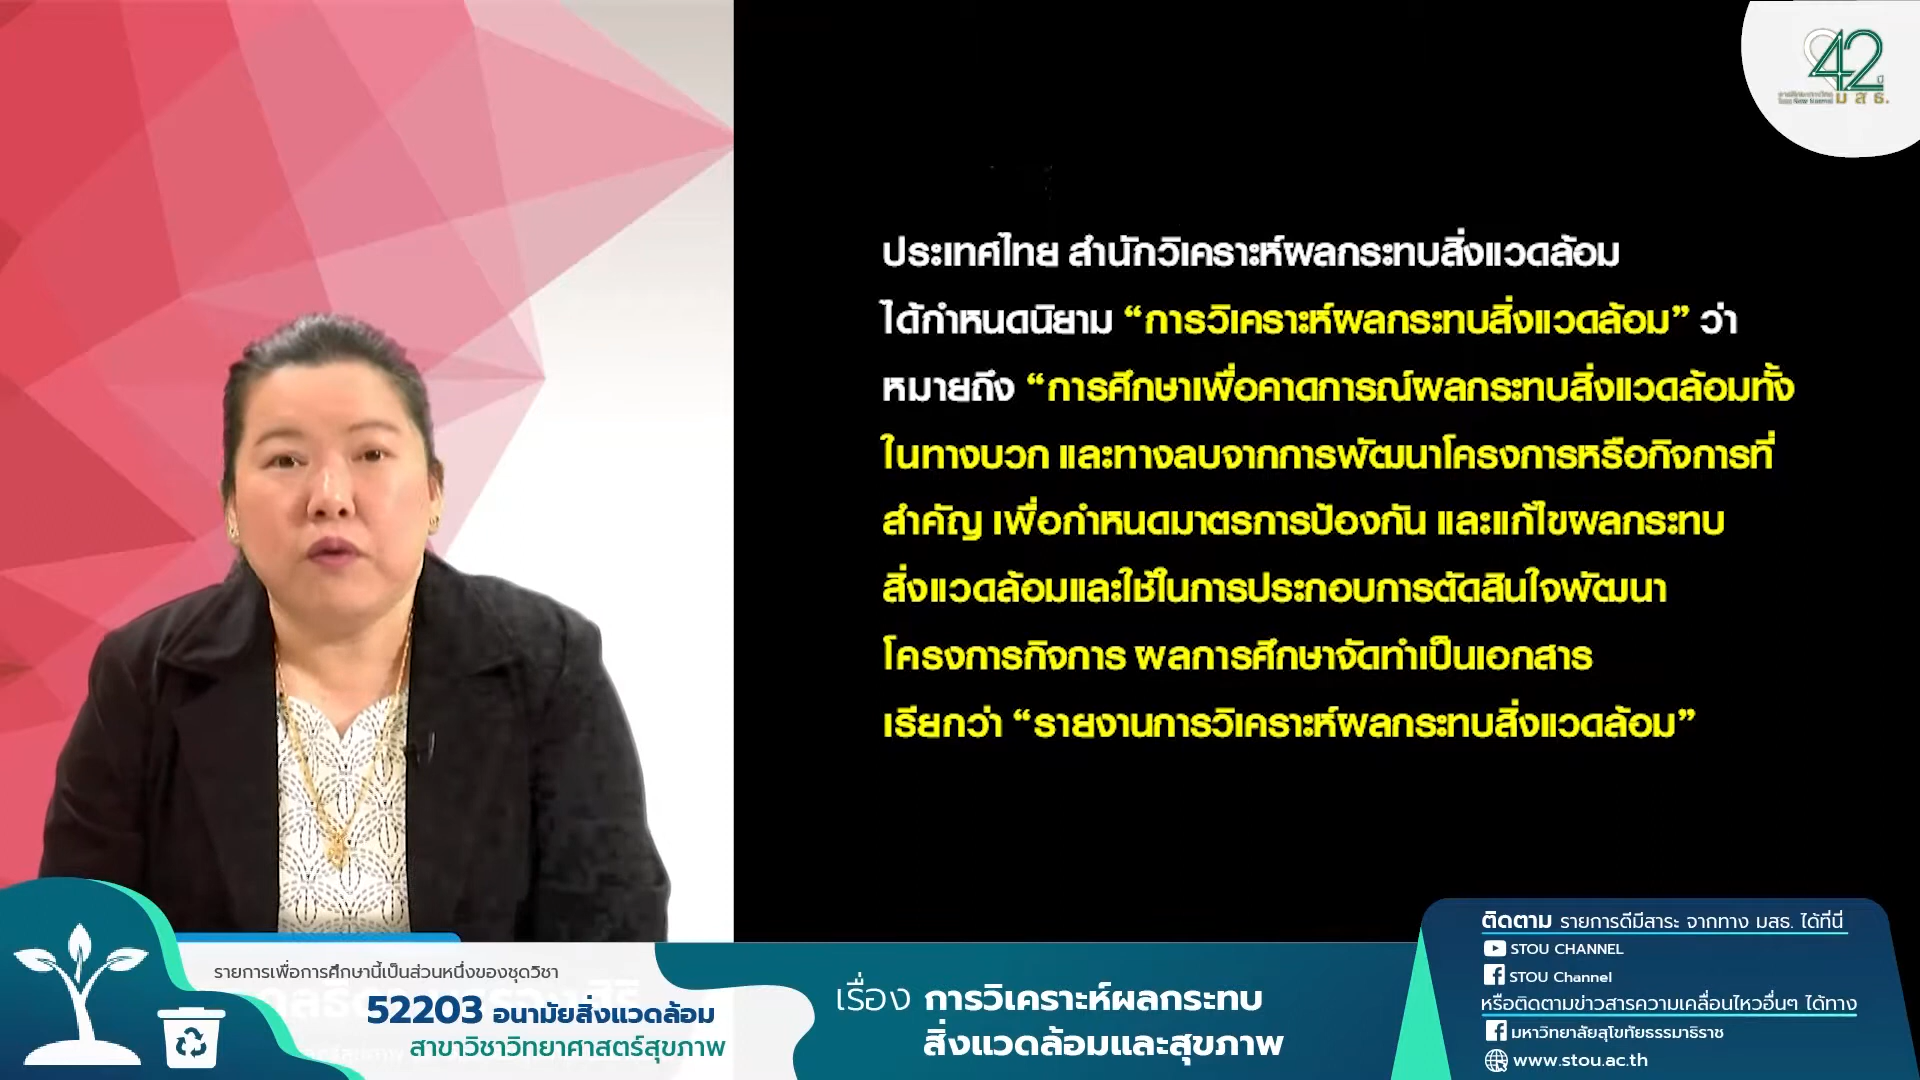 42
ปี
มสธ.
ประเทศไทย สำนักวิเคราะห์ผลกระทบสิ่งแวดล้อม
ได้กำหนดนิยาม “การวิเคราะห์ผลกระทบสิ่งแวดล้อม” ว่า
หมายถึง “การศึกษาเพื่อคาดการณ์ผลกระทบสิ่งแวดล้อมทั้ง
ในทางบวก และทางลบจากการพัฒนาโครงการหรือกิจการที่
สำคัญ เพื่อกำหนดมาตรการป้องกัน และแก้ไขผลกระทบ
สิ่งแวดล้อมและใช้ในการประกอบการตัดสินใจพัฒนา
โครงการกิจการ ผลการศึกษาจัดทำเป็นเอกสาร
เรียกว่า “รายงานการวิเคราะห์ผลกระทบสิ่งแวดล้อม”
รายการเพื่อการศึกษานี้เป็นส่วนหนึ่งของชุดวิชา
52203 อนามัยสิ่งแวดล้อม
สาขาวิชาวิทยาศาสตร์สุขภาพ
เรื่อง การวิเคราะห์ผลกระทบ
สิ่งแวดล้อมและสุขภาพ
ติดตาม รายการดีมีสาระ จากทาง มสธ. ได้ที่นี่
STOU CHANNEL
STOU Channel
หรือติดตามข่าวสารความเคลื่อนไหวอื่นๆ ได้ทาง
มหาวิทยาลัยสุโขทัยธรรมาธิราช
www.stou.ac.th